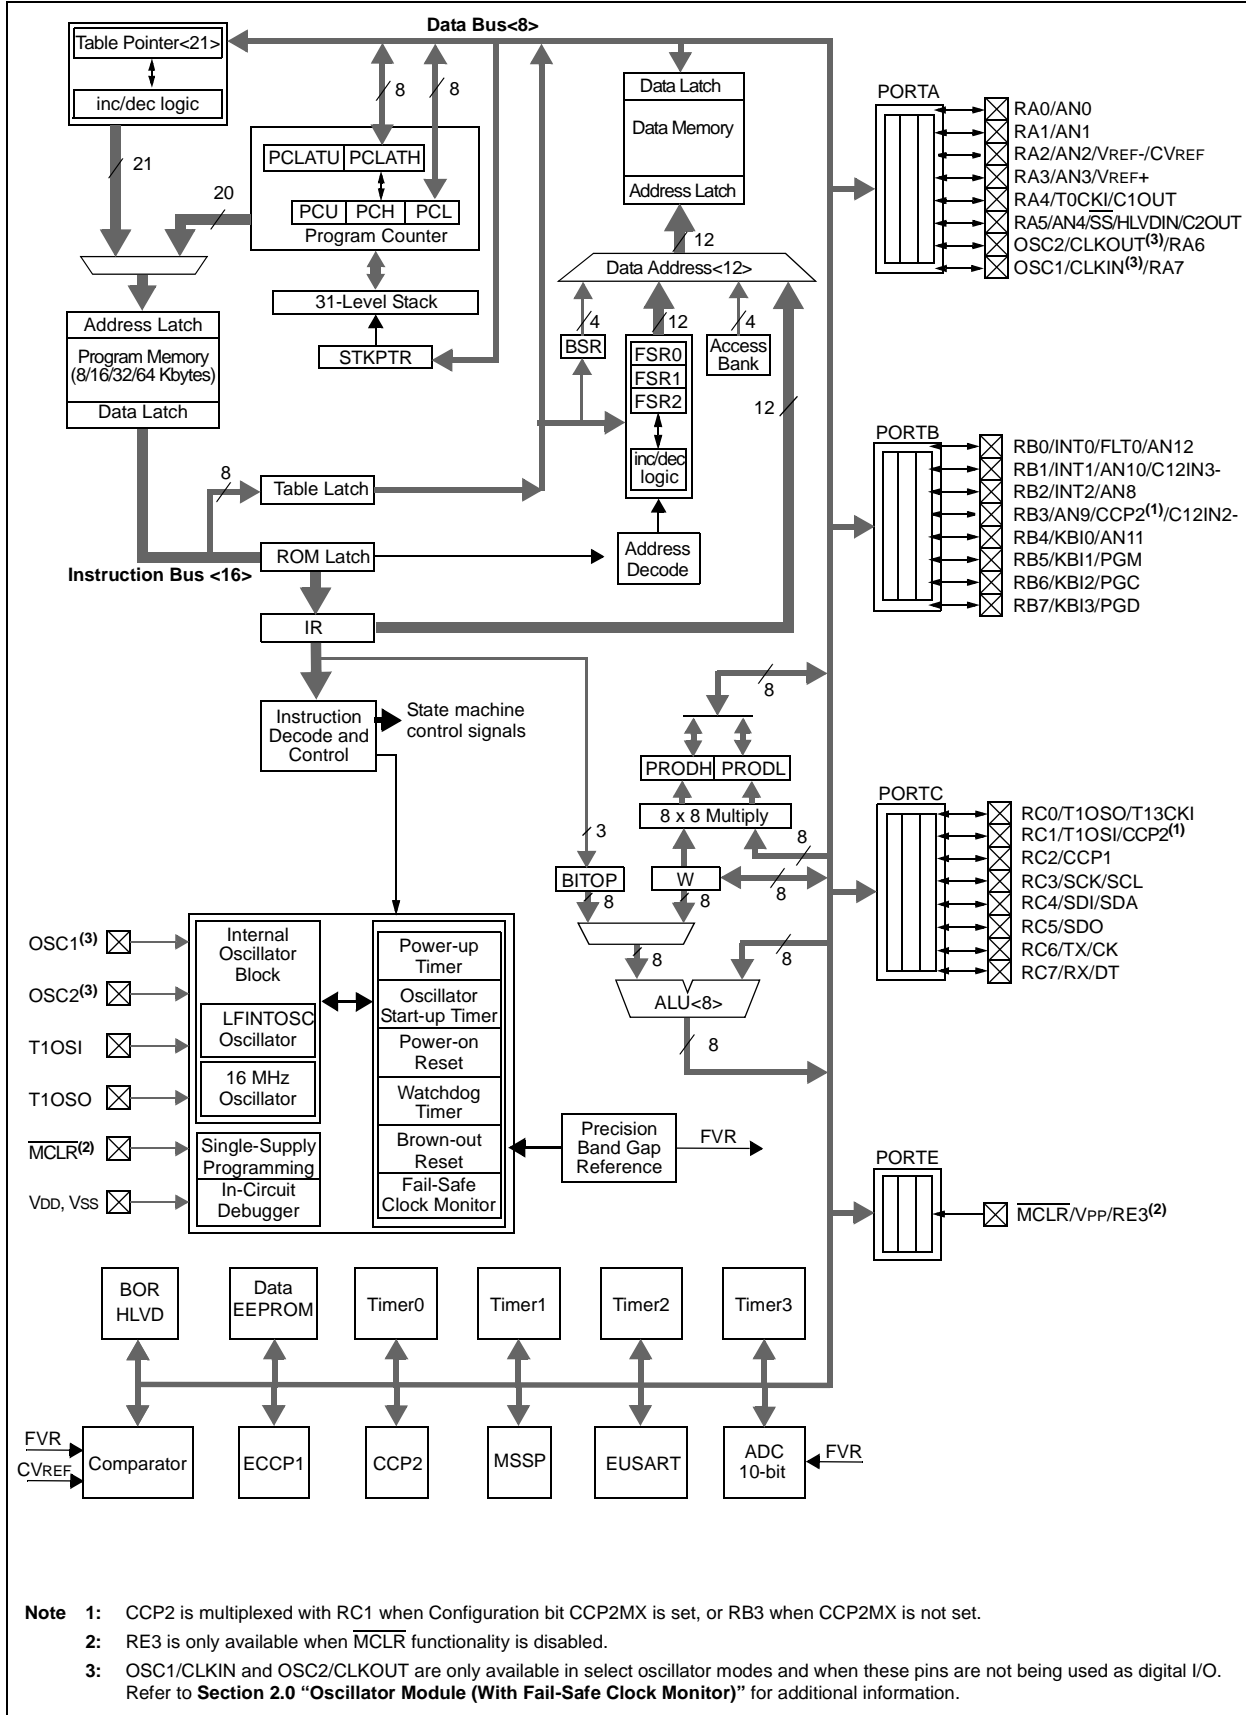 Data Bus<8>
Table Pointer<21>
inc/dec logic
21
20
8
8
PCLATU PCLATH
PCU PCH PCL
Program Counter
31-Level Stack
STKPTR
Address Latch
Program Memory
(8/16/32/64 Kbytes)
Data Latch
Instruction Bus <16>
8
Table Latch
ROM Latch
IR
Data Latch
Data Memory
Address Latch
12
Data Address<12>
4
12
4
BSR
FSR0
FSR1
FSR2
inc/dec
logic
Access
Bank
12
Address
Decode
Instruction
Decode and
Control
State machine
control signals
8
PRODH PRODL
8 x 8 Multiply
3
8
BITOP
W
8
8
8
8
8
ALU<8>
8
PORTA
RA0/AN0
RA1/AN1
RA2/AN2/VREF-/CVREF
RA3/AN3/VREF+
RA4/T0CKI/C1OUT
RA5/AN4/SS/HLVDIN/C2OUT
OSC2/CLKOUT(3)/RA6
OSC1/CLKIN(3)/RA7
PORTB
RB0/INT0/FLT0/AN12
RB1/INT1/AN10/C12IN3-
RB2/INT2/AN8
RB3/AN9/CCP2(1)/C12IN2-
RB4/KBI0/AN11
RB5/KBI1/PGM
RB6/KBI2/PGC
RB7/KBI3/PGD
PORTC
RC0/T1OSO/T13CKI
RC1/T1OSI/CCP2(1)
RC2/CCP1
RC3/SCK/SCL
RC4/SDI/SDA
RC5/SDO
RC6/TX/CK
RC7/RX/DT
PORTE
MCLR/VPP/RE3(2)
OSC1(3)
OSC2(3)
T1OSI
T1OSO
MCLR(2)
VDD, VSS
Internal
Oscillator
Block
LFINTOSC
Oscillator
16 MHz
Oscillator
Single-Supply
Programming
In-Circuit
Debugger
Power-up
Timer
Oscillator
Start-up Timer
Power-on
Reset
Watchdog
Timer
Brown-out
Reset
Fail-Safe
Clock Monitor
Precision
Band Gap
Reference
FVR
BOR
HLVD
Data
EEPROM
Timer0
Timer1
Timer2
Timer3
FVR
CVREF
Comparator
ECCP1
CCP2
MSSP
EUSART
ADC
10-bit
FVR
Note 1: CCP2 is multiplexed with RC1 when Configuration bit CCP2MX is set, or RB3 when CCP2MX is not set.
2: RE3 is only available when MCLR functionality is disabled.
3: OSC1/CLKIN and OSC2/CLKOUT are only available in select oscillator modes and when these pins are not being used as digital I/O.
Refer to Section 2.0 “Oscillator Module (With Fail-Safe Clock Monitor)” for additional information.